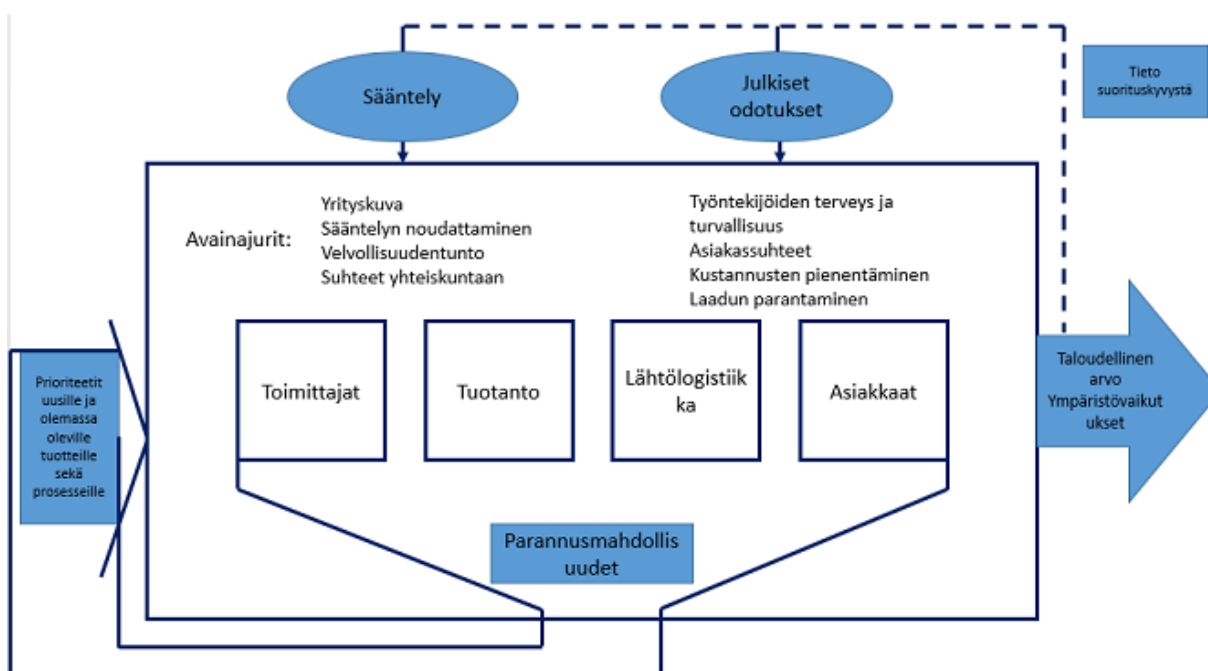 Sääntely
Julkiset
odotukset
Tieto
suorituskyvystä
Avainajurit:
Yrityskuva
Sääntelyn noudattaminen
Velvollisuudentunto
Suhteet yhteiskuntaan
Työntekijöiden terveys ja
turvallisuus
Asiakassuhteet
Kustannusten pienentäminen
Laadun parantaminen
Prioriteetit
uusille ja
olemassa
oleville
tuotteille
sekä
prosesseille
Toimittajat
Tuotanto
Lähtölogistiik
ka
Asiakkaat
Taloudellinen
arvo
Ympäristövaikut
ukset
Parannusmahdollis
uudet